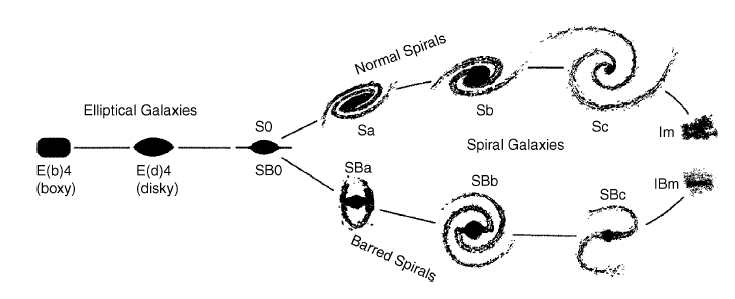 Normal Spirals
Elliptical Galaxies
S0
Sa
Sb
Sc
Im
E(b)4
(boxy)
E(d)4
(disky)
SB0
Spiral Galaxies
SBa
SBb
SBc
IBm
Barred Spirals